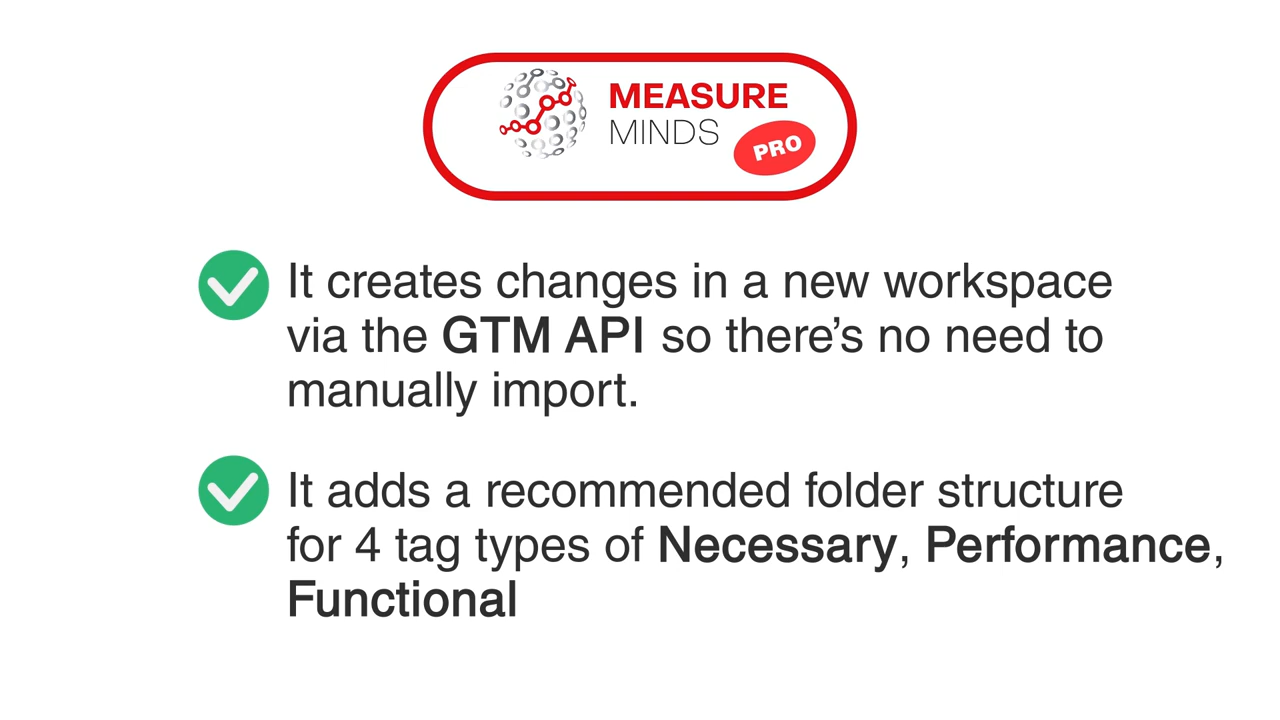 MEASURE
MINDS
PRO
It creates changes in a new workspace
via the GTM API so there’s no need to
manually import.
It adds a recommended folder structure
for 4 tag types of Necessary, Performance,
Functional